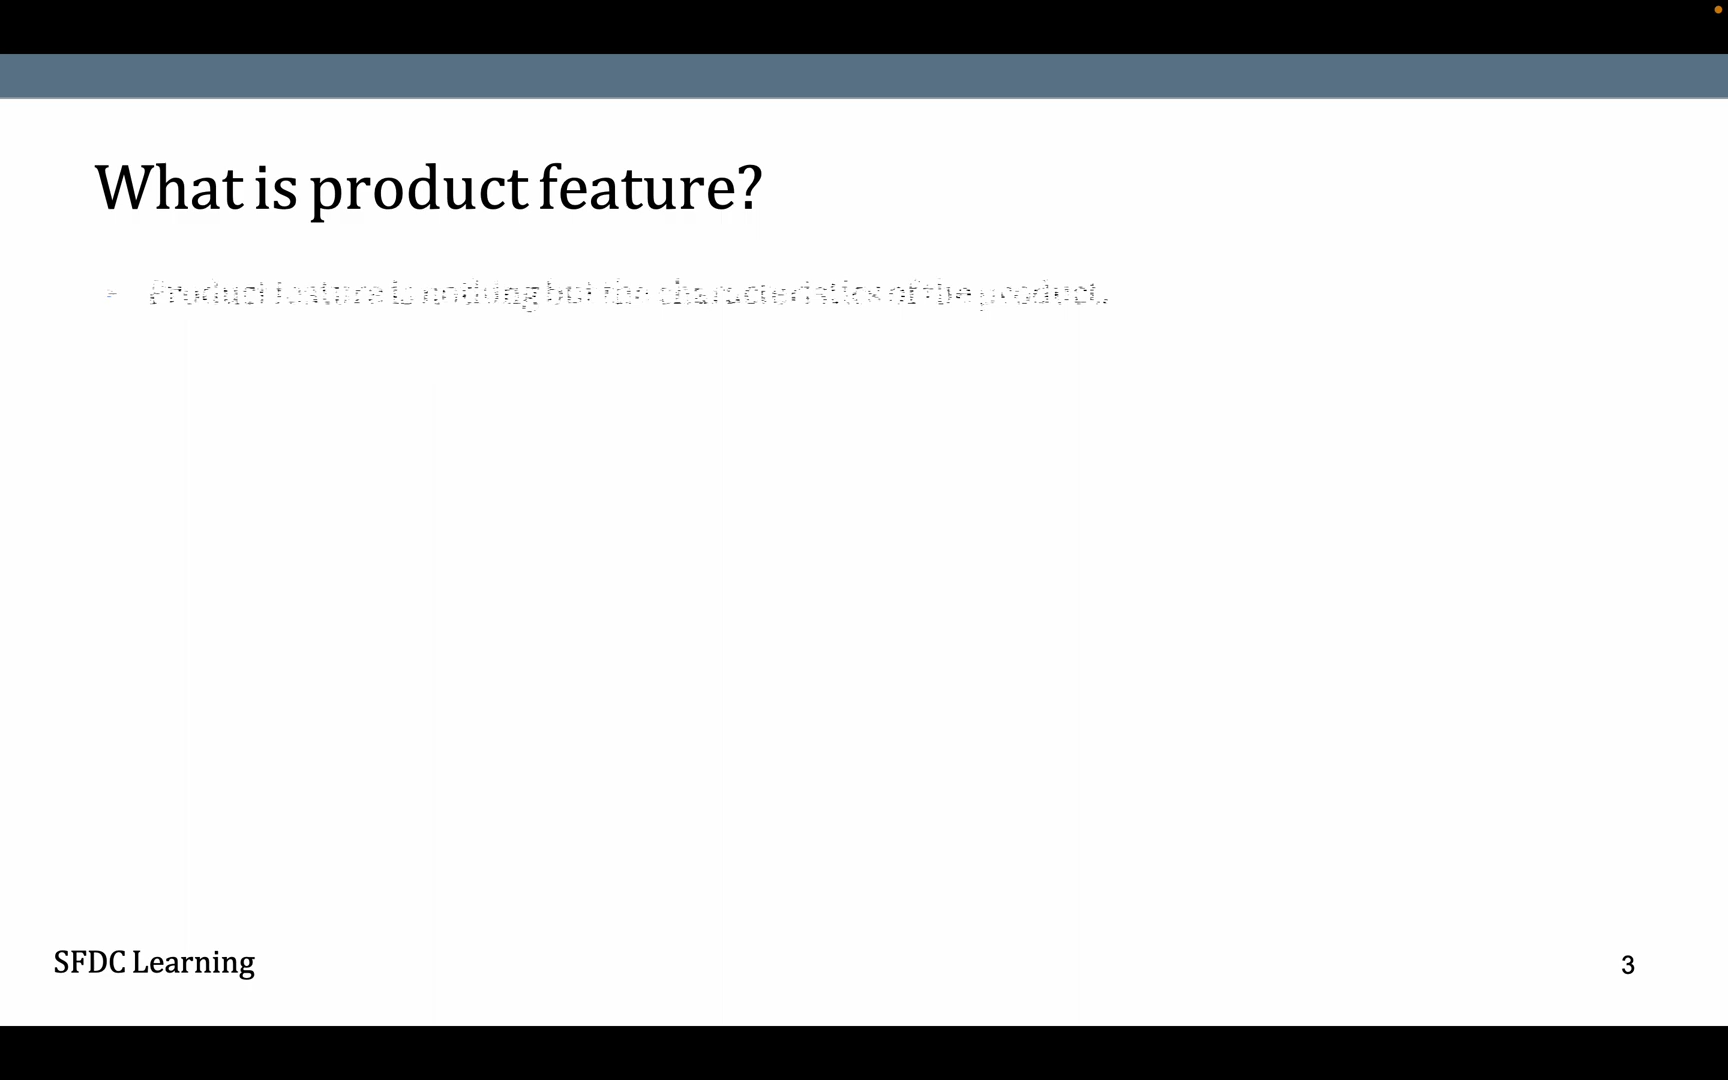 What is product feature?
- Product feature is nothing but the characteristics of the product.
SFDC Learning
3